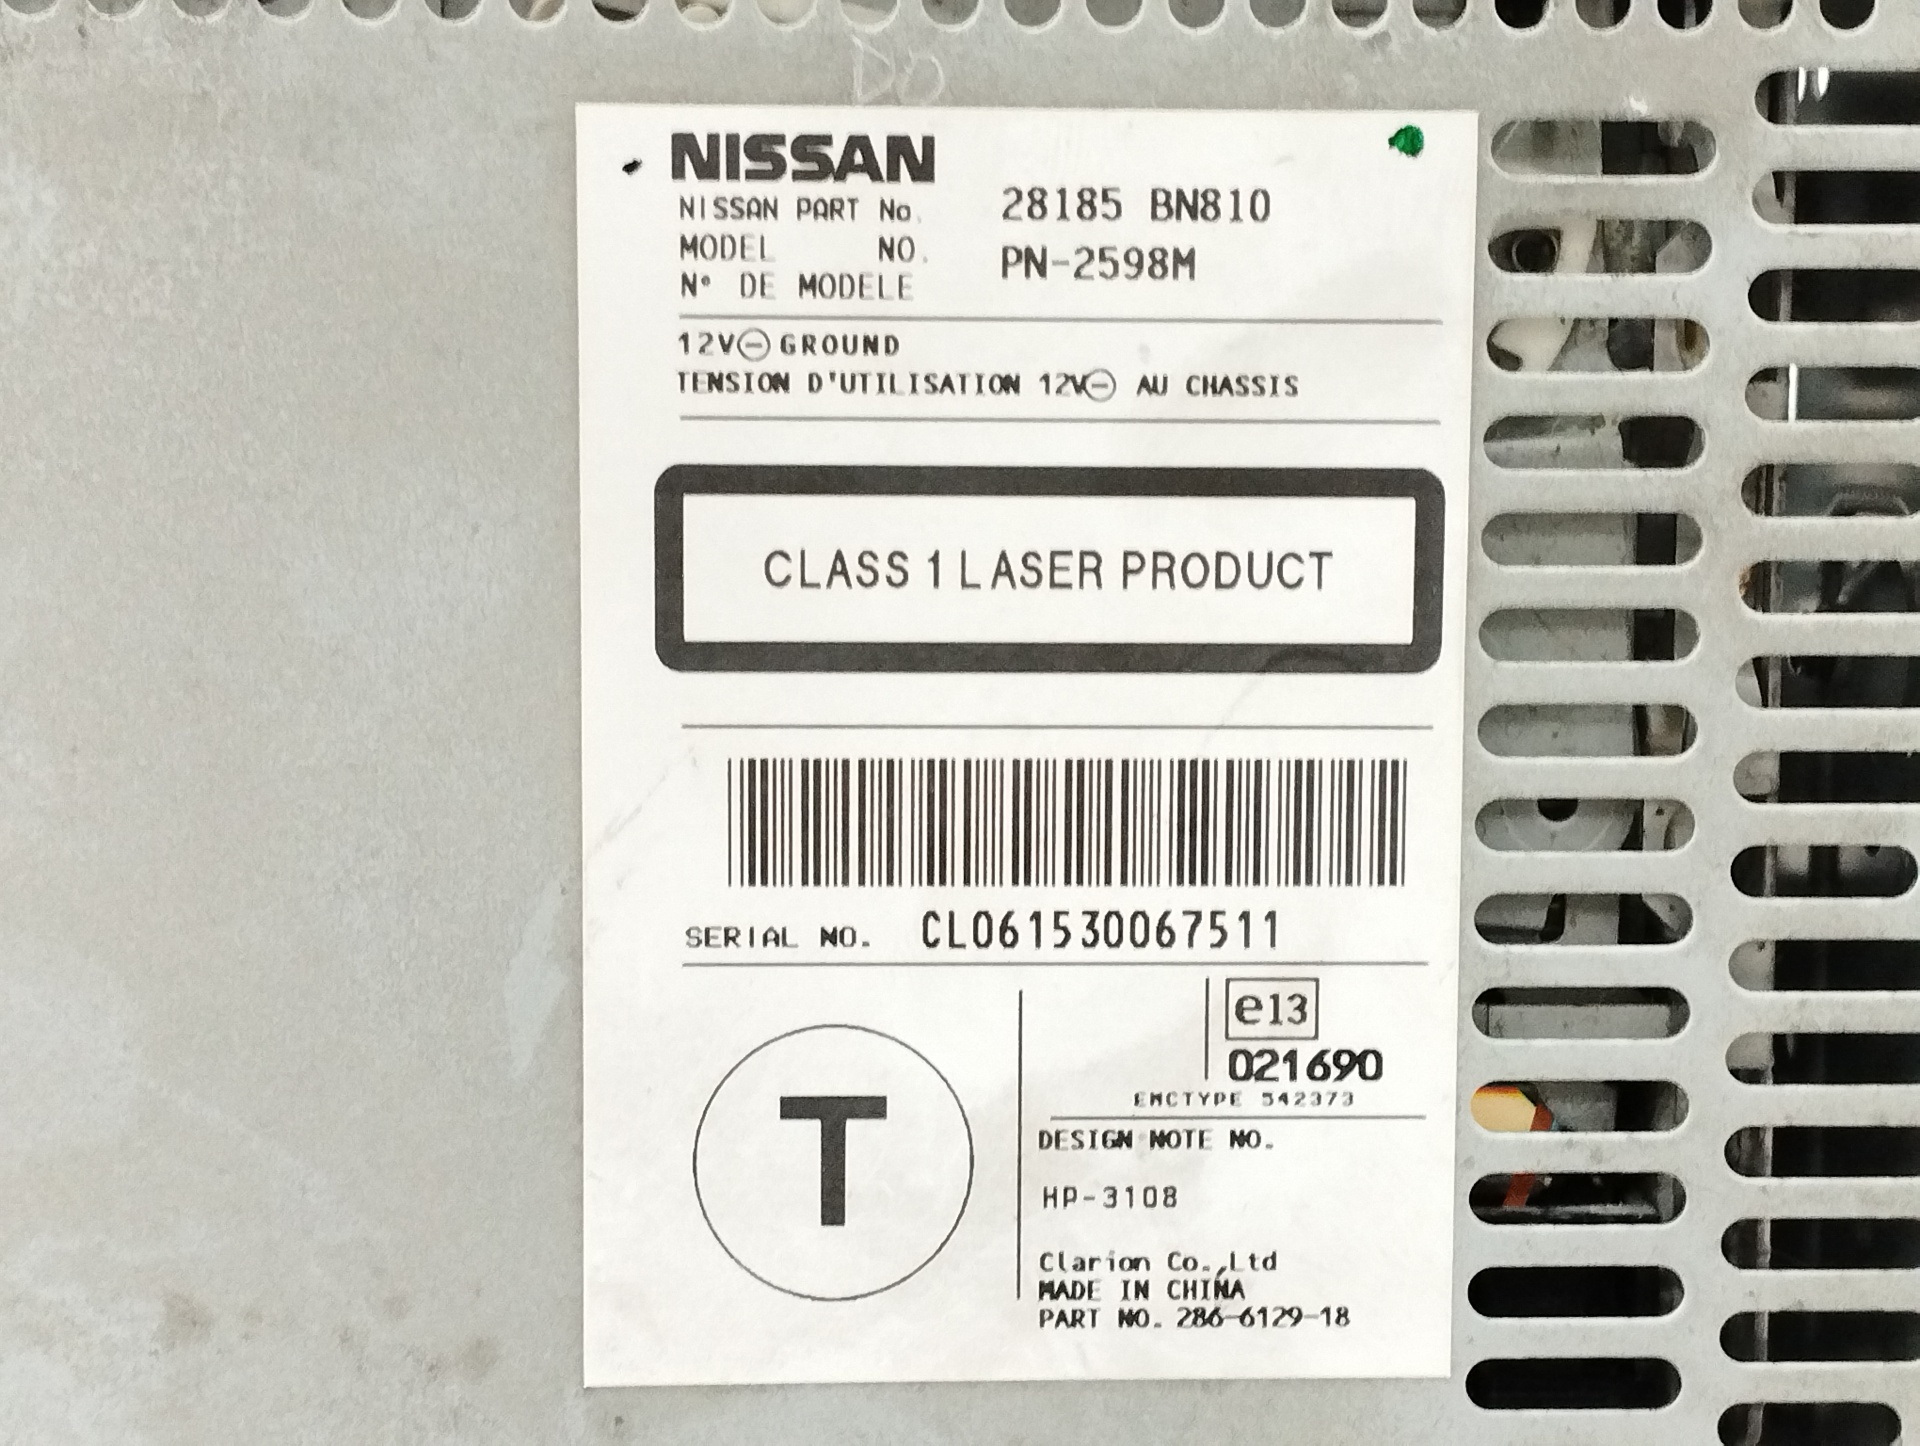 DO
NISSAN
NISSAN PART No. 28185 BN810
MODEL NO. PN-2598M
N° DE MODELE
12V⊖ GROUND
TENSION D'UTILISATION 12V⊖ AU CHASSIS
CLASS 1 LASER PRODUCT
SERIAL NO. CL061530067511
T
e13
021690
EMCTYPE 542373
DESIGN NOTE NO.
HP-3108
Clarion Co.,Ltd
MADE IN CHINA
PART NO. 286-6129-18